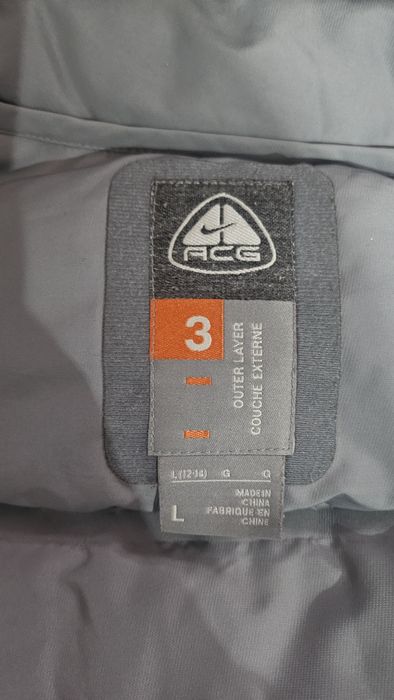 ACG
3
OUTER LAYER
COUCHE EXTERNE
L(12-14) G G
L
MADE IN
CHINA
FABRIQUE EN
CHINE